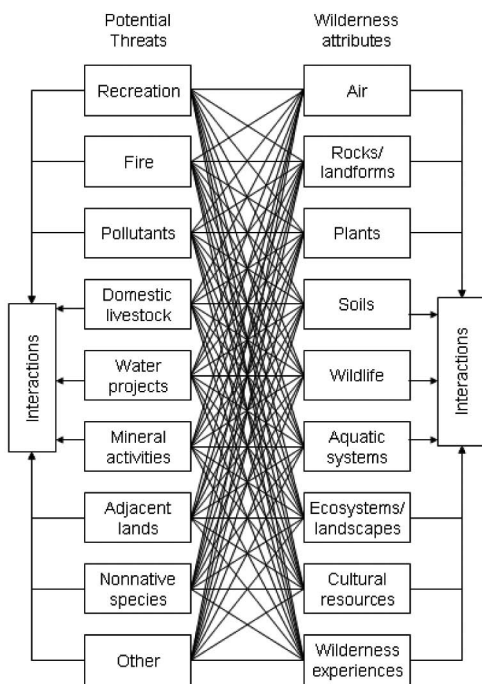 Potential
Threats
Wilderness
attributes
Recreation
Air
Fire
Rocks/
landforms
Pollutants
Plants
Domestic
livestock
Soils
Interactions
Interactions
Water
projects
Wildlife
Mineral
activities
Aquatic
systems
Adjacent
lands
Ecosystems/
landscapes
Nonnative
species
Cultural
resources
Other
Wilderness
experiences